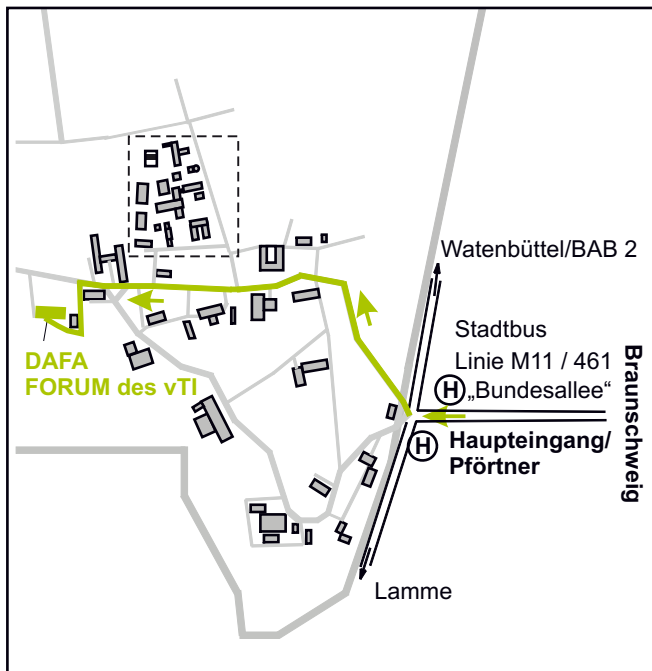 Watenbüttel/BAB 2
Stadtbus
Linie M11 / 461
H „Bundesallee“
Braunschweig
H Haupteingang/
Pförtner
DAFA
FORUM des vTI
Lamme